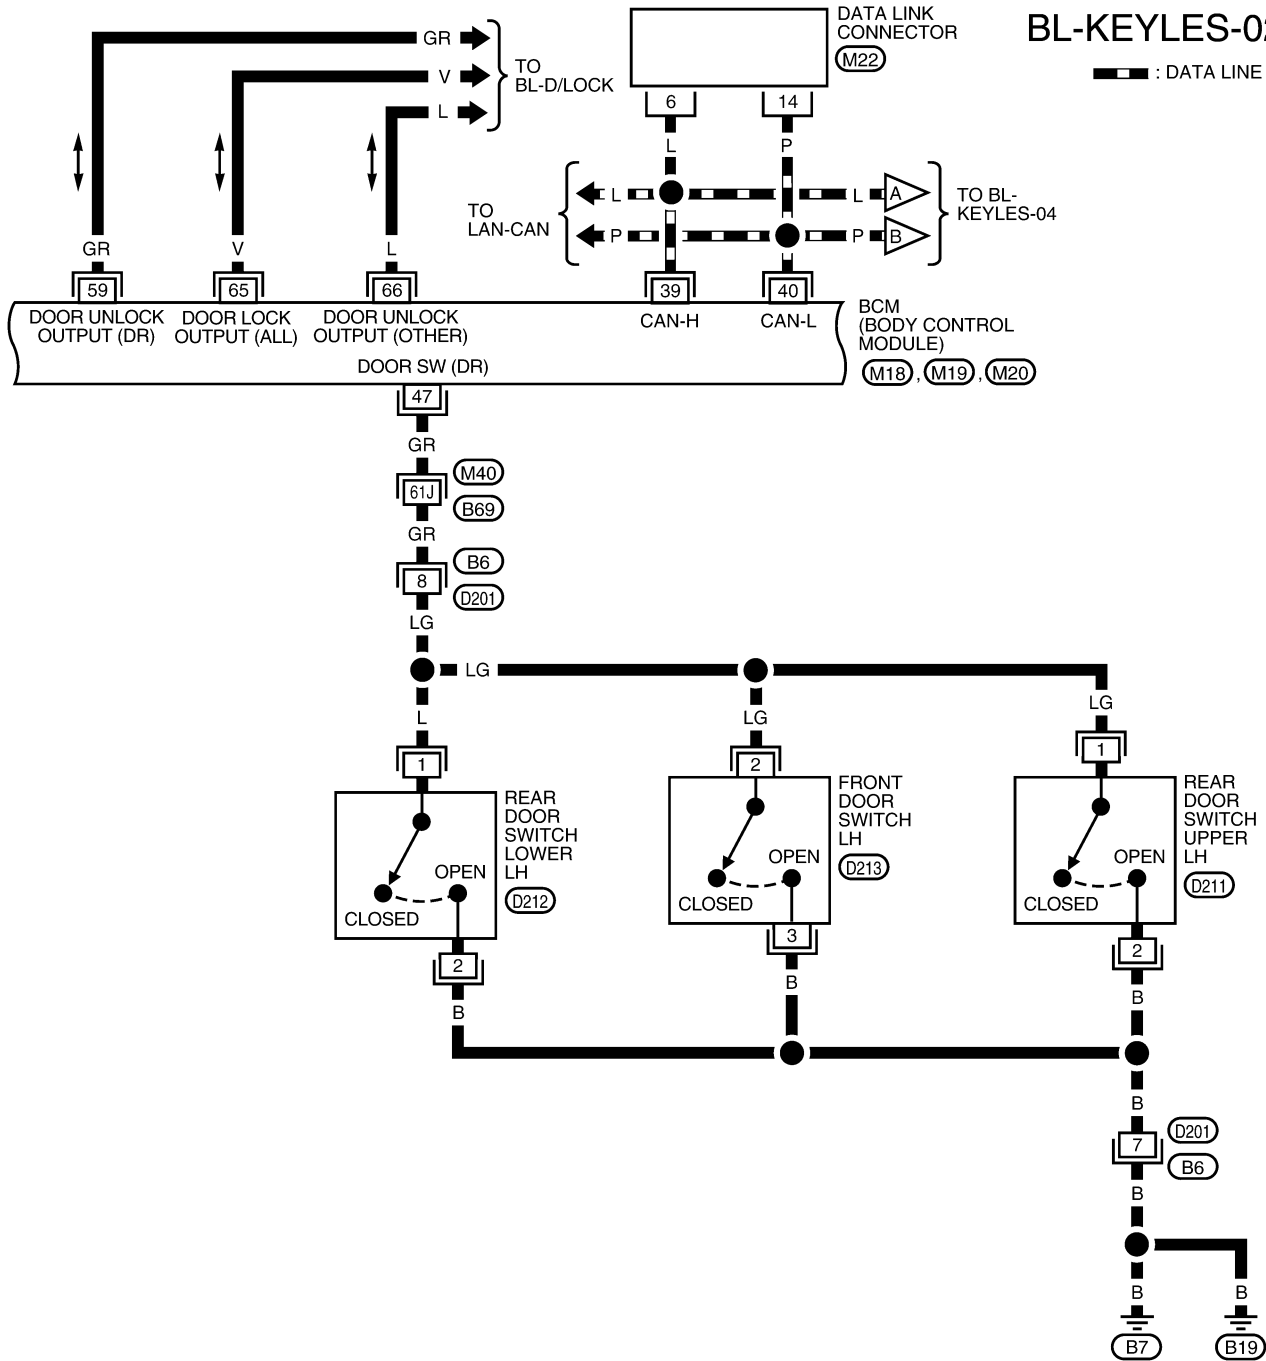 BL-KEYLES-02
: DATA LINE
DATA LINK
CONNECTOR
M22
GR
V
L
TO
BL-D/LOCK
6
14
L
P
TO
LAN-CAN
L
L
A
P
P
B
TO BL-
KEYLES-04
GR
V
L
59
65
66
39
40
DOOR UNLOCK
OUTPUT (DR)
DOOR LOCK
OUTPUT (ALL)
DOOR UNLOCK
OUTPUT (OTHER)
CAN-H
CAN-L
DOOR SW (DR)
BCM
(BODY CONTROL
MODULE)
M18 , M19 , M20
47
GR
61J
M40
B69
GR
8
B6
D201
LG
LG
L
LG
LG
1
2
1
REAR
DOOR
SWITCH
LOWER
LH
D212
OPEN
CLOSED
FRONT
DOOR
SWITCH
LH
D213
OPEN
CLOSED
REAR
DOOR
SWITCH
UPPER
LH
D211
OPEN
CLOSED
2
3
2
B
B
B
B
7
D201
B6
B
B
B
B7
B19